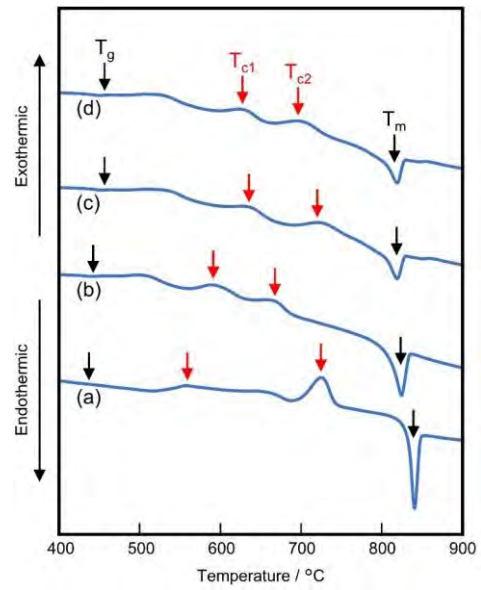 Exothermic
Endothermic
Tg
Tc1
Tc2
Tm
(d)
(c)
(b)
(a)
400 500 600 700 800 900
Temperature / °C